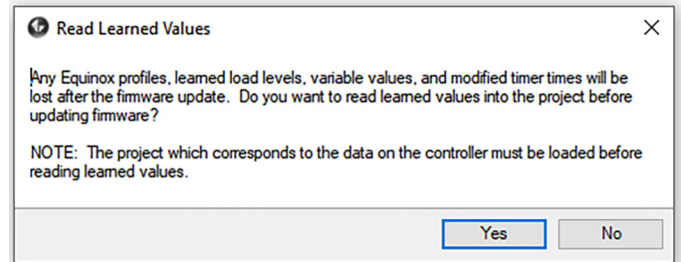 Read Learned Values
Any Equinox profiles, learned load levels, variable values, and modified timer times will be
lost after the firmware update.  Do you want to read learned values into the project before
updating firmware?
NOTE:  The project which corresponds to the data on the controller must be loaded before
reading learned values.
Yes
No